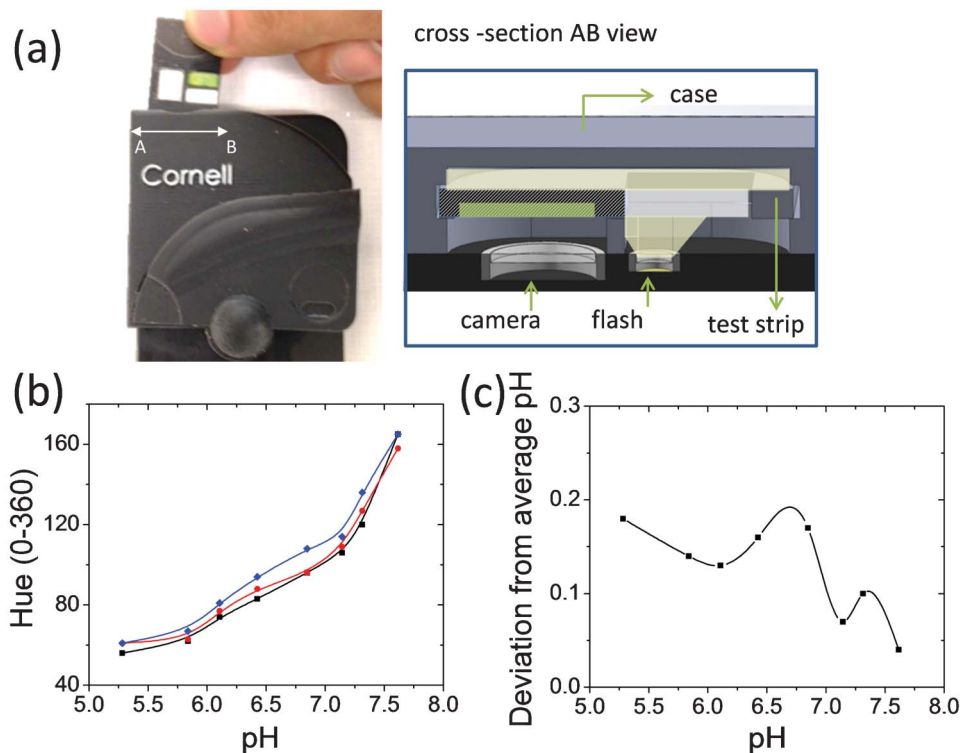 (a)
A
B
Cornell
cross -section AB view
case
camera
flash
test strip
(b)
Hue (0-360)
160
120
80
40
5.0 5.5 6.0 6.5 7.0 7.5 8.0
pH
(c)
Deviation from average pH
0.3
0.2
0.1
0.0
5.0 5.5 6.0 6.5 7.0 7.5 8.0
pH